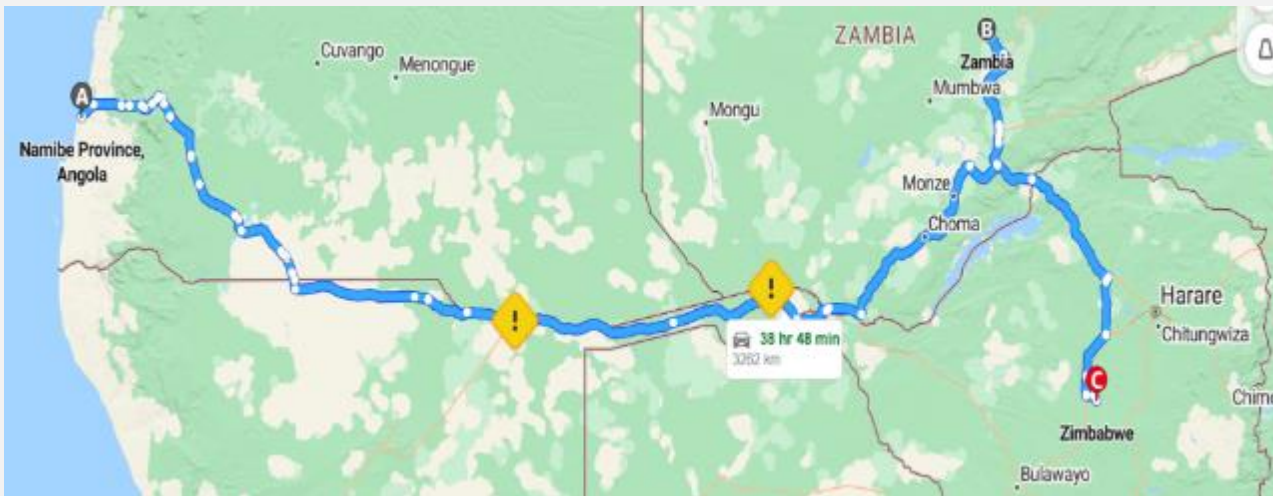 ZAMBIA
B
Cuvango
Menongue
Zambia
Mumbwa
A
Mongu
Namibe Province,
Angola
Monze
Choma
!
!
Harare
38 hr 48 min
3262 km
Chitungwiza
C
Chimo
Zimbabwe
Bulawayo